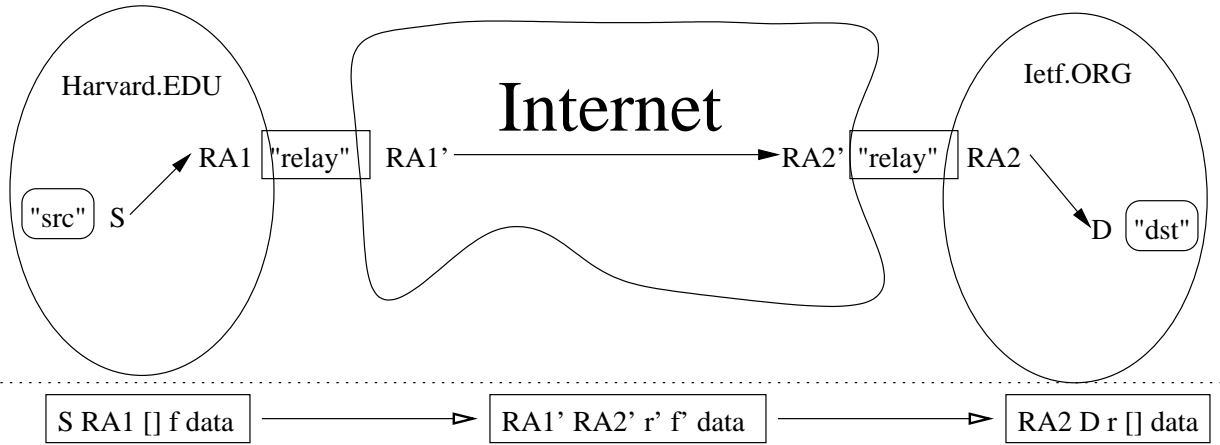 Harvard.EDU
Internet
Ietf.ORG
RA1 "relay" RA1’ RA2’ "relay" RA2
"src" S D "dst"
S RA1 [] f data RA1’ RA2’ r’ f’ data RA2 D r [] data